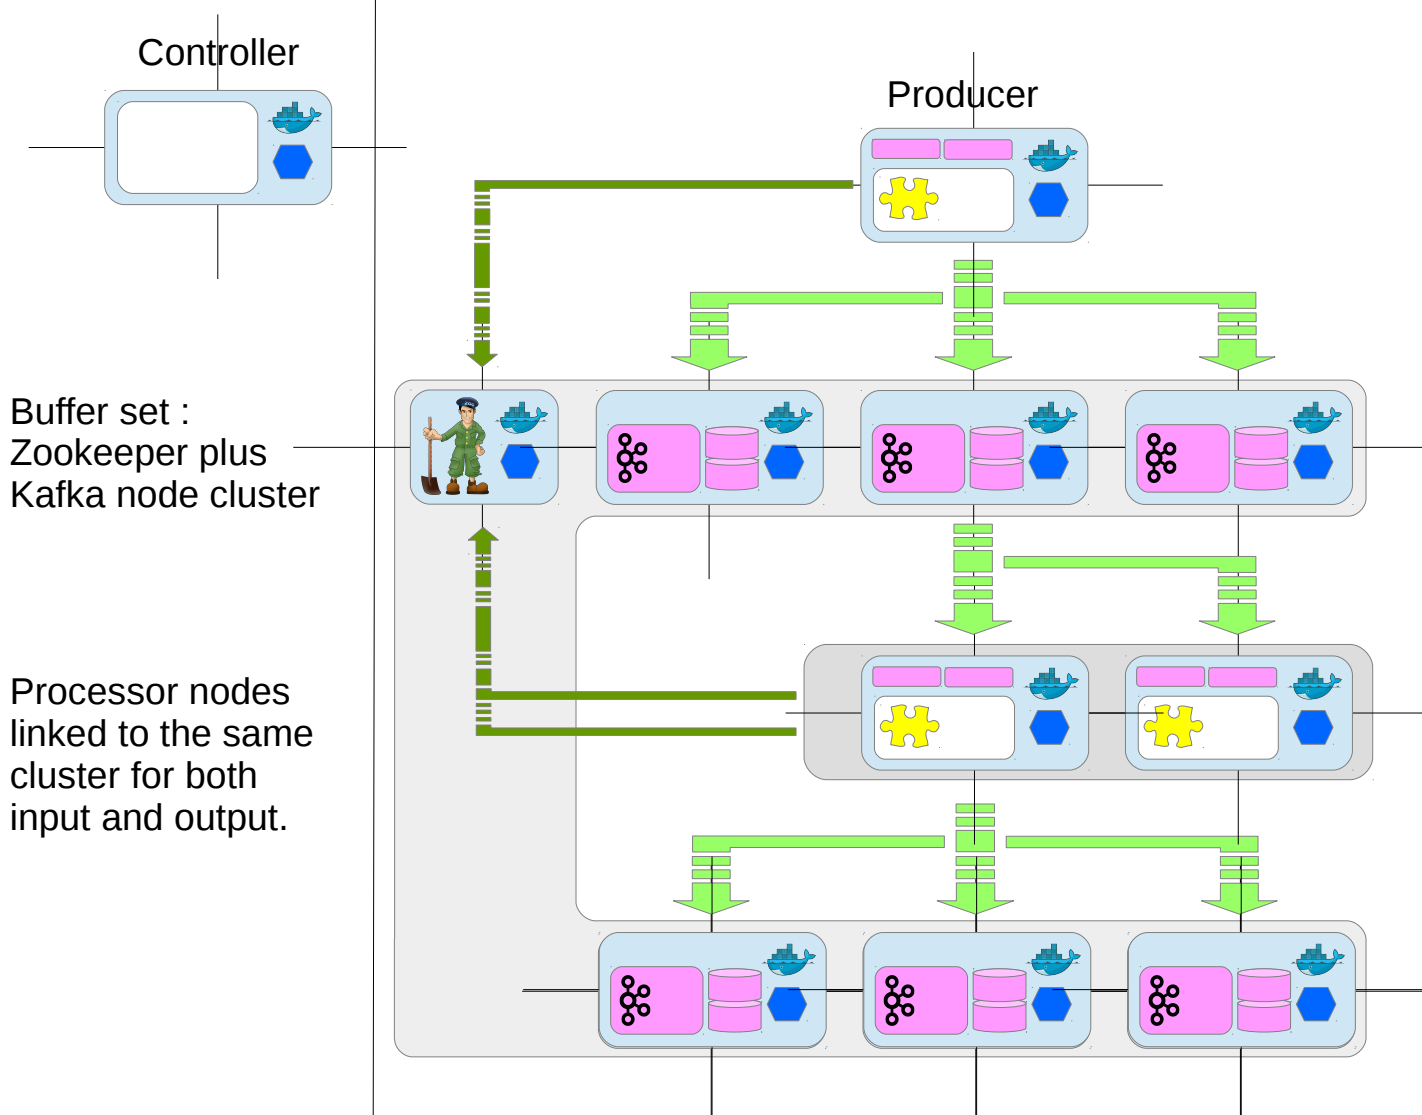 Controller
Producer
Buffer set :
Zookeeper plus
Kafka node cluster
Processor nodes
linked to the same
cluster for both
input and output.